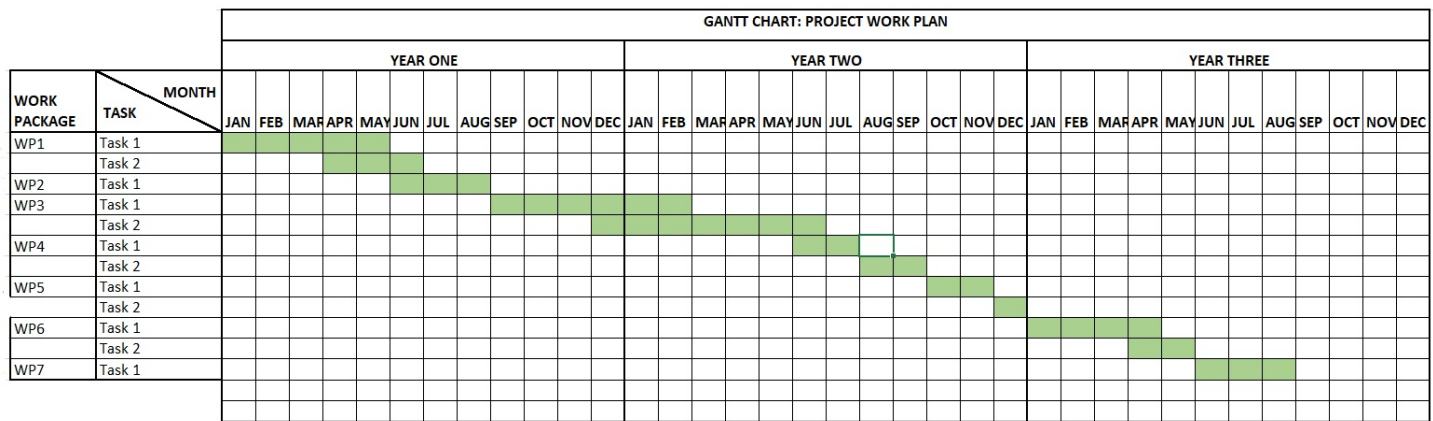 GANTT CHART: PROJECT WORK PLAN
YEAR ONE YEAR TWO YEAR THREE
WORK PACKAGE TASK MONTH JAN FEB MAR APR MAY JUN JUL AUG SEP OCT NOV DEC JAN FEB MAR APR MAY JUN JUL AUG SEP OCT NOV DEC JAN FEB MAR APR MAY JUN JUL AUG SEP OCT NOV DEC
WP1 Task 1
Task 2
WP2 Task 1
WP3 Task 1
Task 2
WP4 Task 1
Task 2
WP5 Task 1
Task 2
WP6 Task 1
Task 2
WP7 Task 1